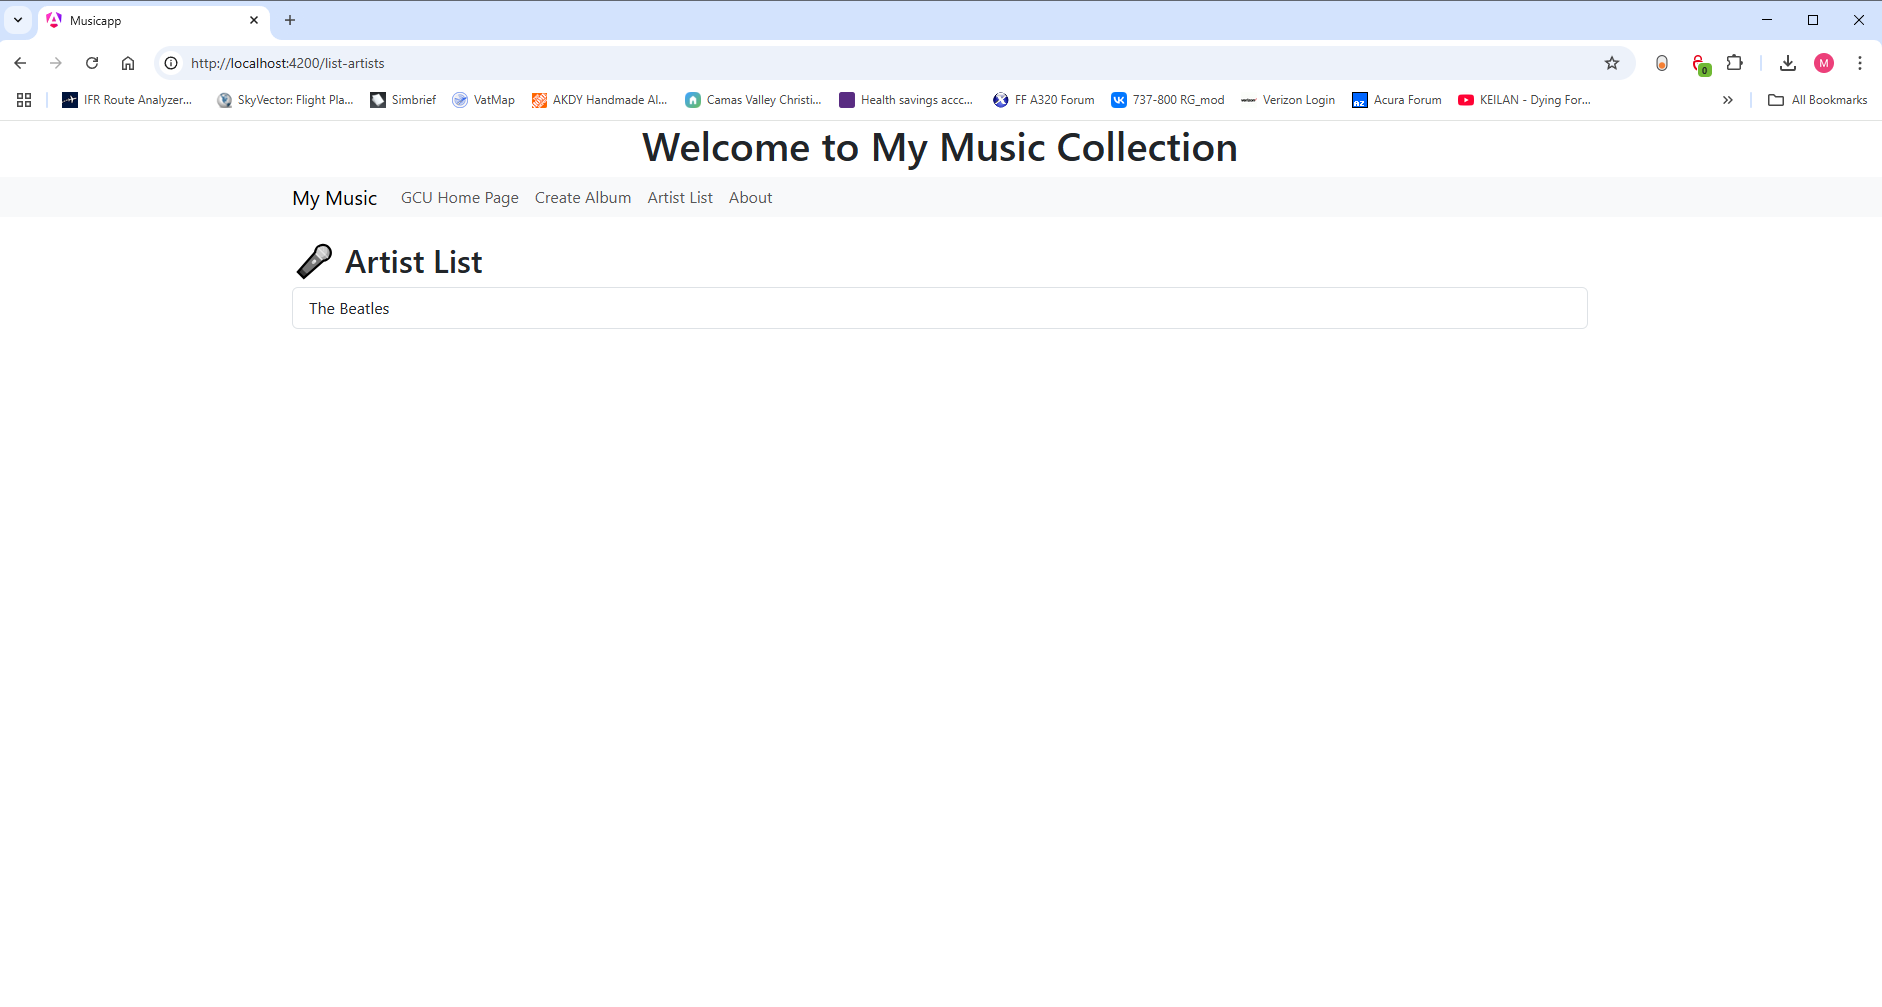 Musicapp
http://localhost:4200/list-artists
0
M
IFR Route Analyzer...
SkyVector: Flight Pla...
Simbrief
VatMap
AKDY Handmade Al...
Camas Valley Christi...
Health savings accc...
FF A320 Forum
737-800 RG_mod
Verizon Login
Acura Forum
KEILAN - Dying For...
All Bookmarks
Welcome to My Music Collection
My Music
GCU Home Page
Create Album
Artist List
About
Artist List
The Beatles